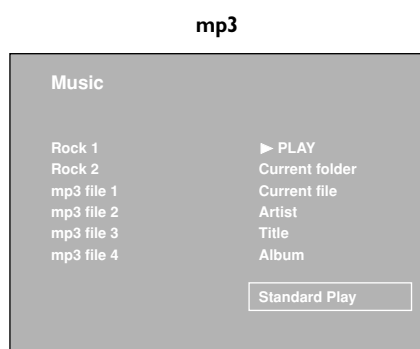 mp3
Music
Rock 1
Rock 2
mp3 file 1
mp3 file 2
mp3 file 3
mp3 file 4
▶ PLAY
Current folder
Current file
Artist
Title
Album
Standard Play